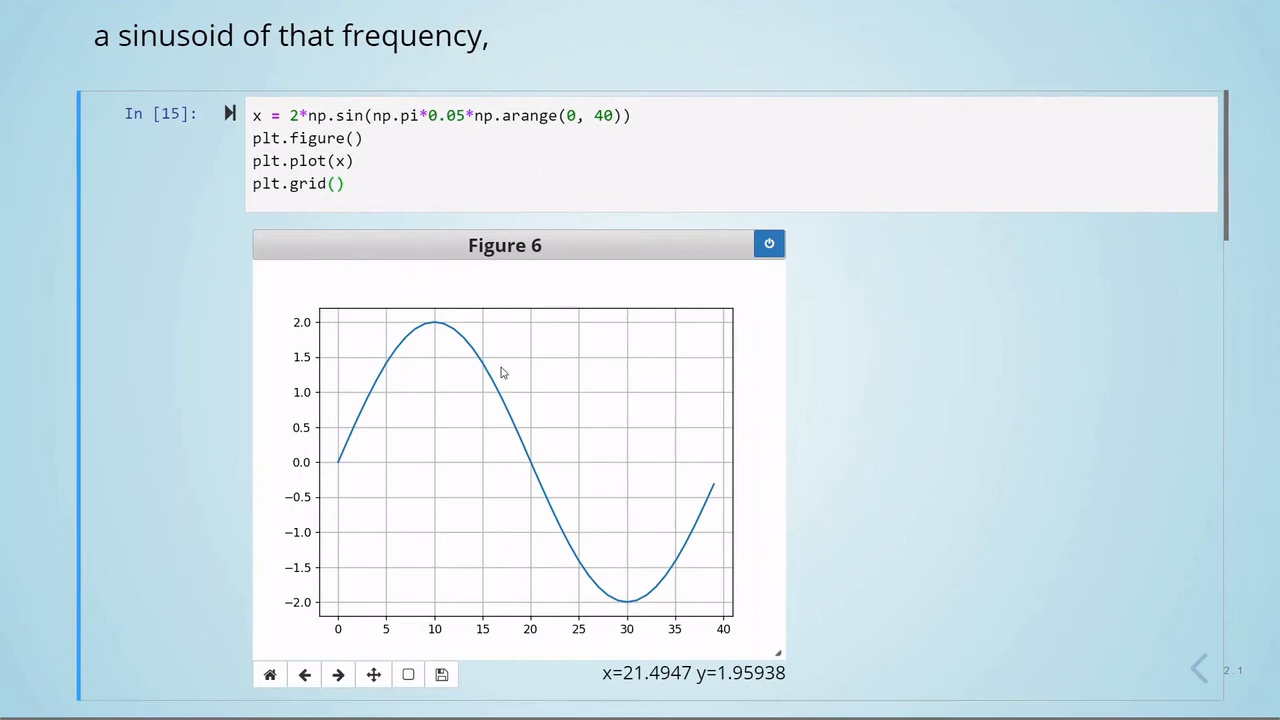 a sinusoid of that frequency,
In [15]:
x = 2*np.sin(np.pi*0.05*np.arange(0, 40))
plt.figure()
plt.plot(x)
plt.grid()
Figure 6
2.0
1.5
1.0
0.5
0.0
−0.5
−1.0
−1.5
−2.0
0 5 10 15 20 25 30 35 40
x=21.4947 y=1.95938
2.1